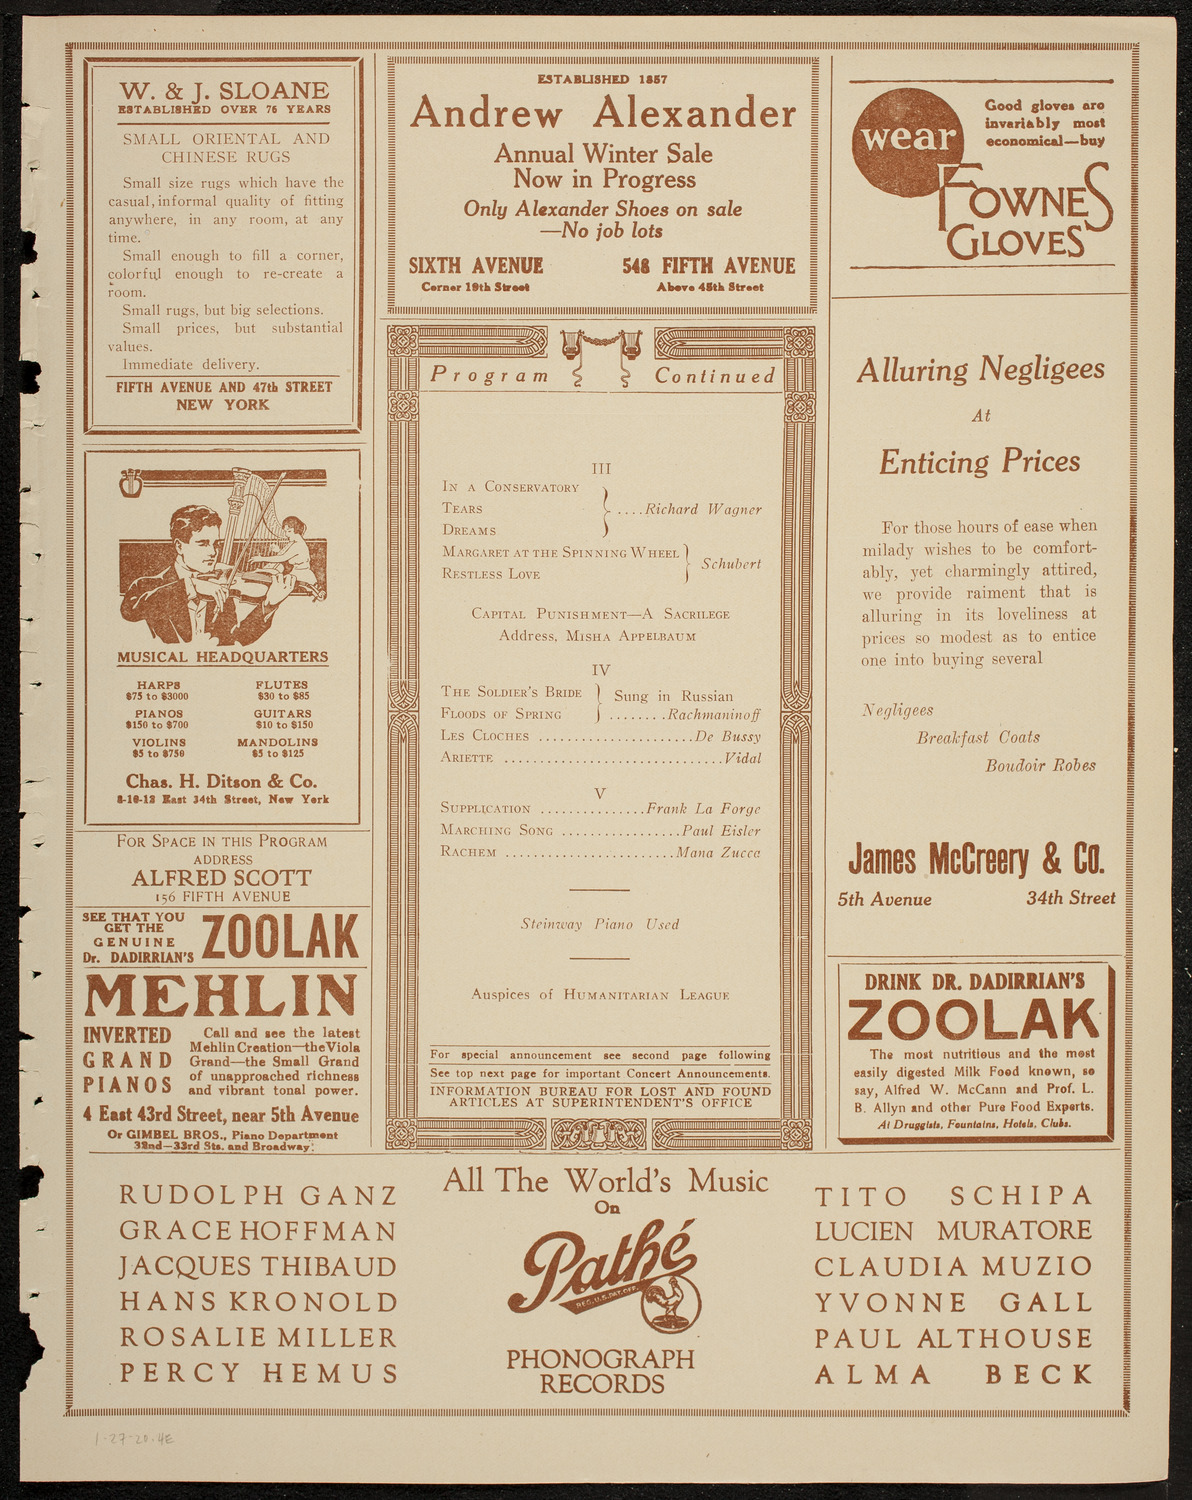 W. & J. SLOANE
ESTABLISHED OVER 76 YEARS
SMALL ORIENTAL AND
CHINESE RUGS
Small size rugs which have the
casual, informal quality of fitting
anywhere, in any room, at any
time.
Small enough to fill a corner,
colorful enough to re-create a
room.
Small rugs, but big selections.
Small prices, but substantial
values.
Immediate delivery.
FIFTH AVENUE AND 47th STREET
NEW YORK
MUSICAL HEADQUARTERS
HARPS
$75 to $3000
FLUTES
$30 to $85
PIANOS
$150 to $700
GUITARS
$10 to $150
VIOLINS
$5 to $750
MANDOLINS
$5 to $125
Chas. H. Ditson & Co.
8-10-12 East 34th Street, New York
FOR SPACE IN THIS PROGRAM
ADDRESS
ALFRED SCOTT
156 FIFTH AVENUE
SEE THAT YOU
GET THE
GENUINE
Dr. DADIRRIAN'S
ZOOLAK
MEHLIN
INVERTED
GRAND
PIANOS
Call and see the latest
Mehlin Creation—the Viola
Grand—the Small Grand
of unapproached richness
and vibrant tonal power.
4 East 43rd Street, near 5th Avenue
Or GIMBEL BROS., Piano Department
32nd—33rd Sts. and Broadway.
ESTABLISHED 1857
Andrew Alexander
Annual Winter Sale
Now in Progress
Only Alexander Shoes on sale
—No job lots
SIXTH AVENUE
Corner 19th Street
548 FIFTH AVENUE
Above 45th Street
Program Continued
III
IN A CONSERVATORY
TEARS ....Richard Wagner
DREAMS
MARGARET AT THE SPINNING WHEEL
RESTLESS LOVE
Schubert
CAPITAL PUNISHMENT—A SACRILEGE
Address, MISHA APPELBAUM
IV
THE SOLDIER'S BRIDE } Sung in Russian
FLOODS OF SPRING ........Rachmaninoff
LES CLOCHES ......................De Bussy
ARIETTE ...............................Vidal
V
SUPPLICATION ...............Frank La Forge
MARCHING SONG .................Paul Eisler
RACHEM ........................Mana Zucca
Steinway Piano Used
Auspices of HUMANITARIAN LEAGUE
For special announcement see second page following
See top next page for important Concert Announcements.
INFORMATION BUREAU FOR LOST AND FOUND
ARTICLES AT SUPERINTENDENT'S OFFICE
wear
Good gloves are
invariably most
economical—buy
FOWNES
GLOVES
Alluring Negligees
At
Enticing Prices
For those hours of ease when
milady wishes to be comfort-
ably, yet charmingly attired,
we provide raiment that is
alluring in its loveliness at
prices so modest as to entice
one into buying several
Negligees
Breakfast Coats
Boudoir Robes
James McCreery & Co.
5th Avenue 34th Street
DRINK DR. DADIRRIAN'S
ZOOLAK
The most nutritious and the most
easily digested Milk Food known, so
say, Alfred W. McCann and Prof. L.
B. Allyn and other Pure Food Experts.
At Druggists, Fountains, Hotels, Clubs.
RUDOLPH GANZ
GRACE HOFFMAN
JACQUES THIBAUD
HANS KRONOLD
ROSALIE MILLER
PERCY HEMUS
All The World's Music
On
Pathé
REG. U.S. PAT. OFF.
PHONOGRAPH
RECORDS
TITO SCHIPA
LUCIEN MURATORE
CLAUDIA MUZIO
YVONNE GALL
PAUL ALTHOUSE
ALMA BECK
1-27-20-4E